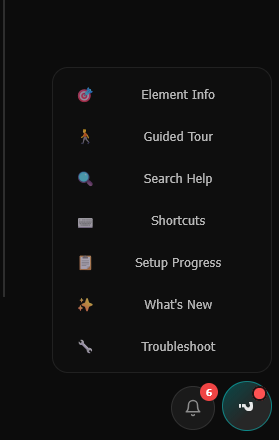 Element Info
Guided Tour
Search Help
Shortcuts
Setup Progress
What's New
Troubleshoot
6